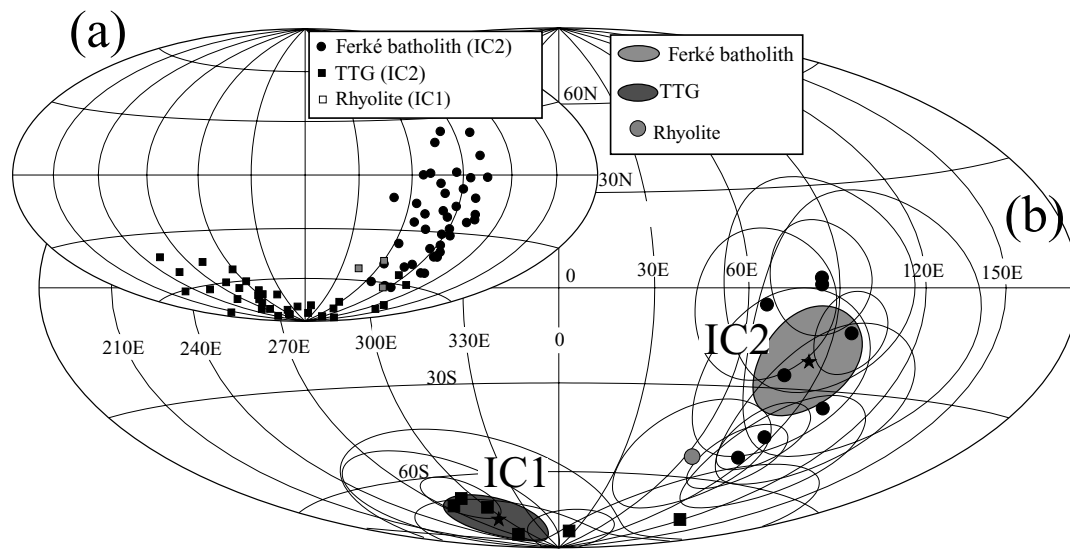 (a)
Ferké batholith (IC2)
TTG (IC2)
Rhyolite (IC1)
Ferké batholith
TTG
Rhyolite
60N
30N
(b)
0
30E
60E
120E
150E
IC2
210E
240E
270E
300E
330E
0
30S
60S
IC1